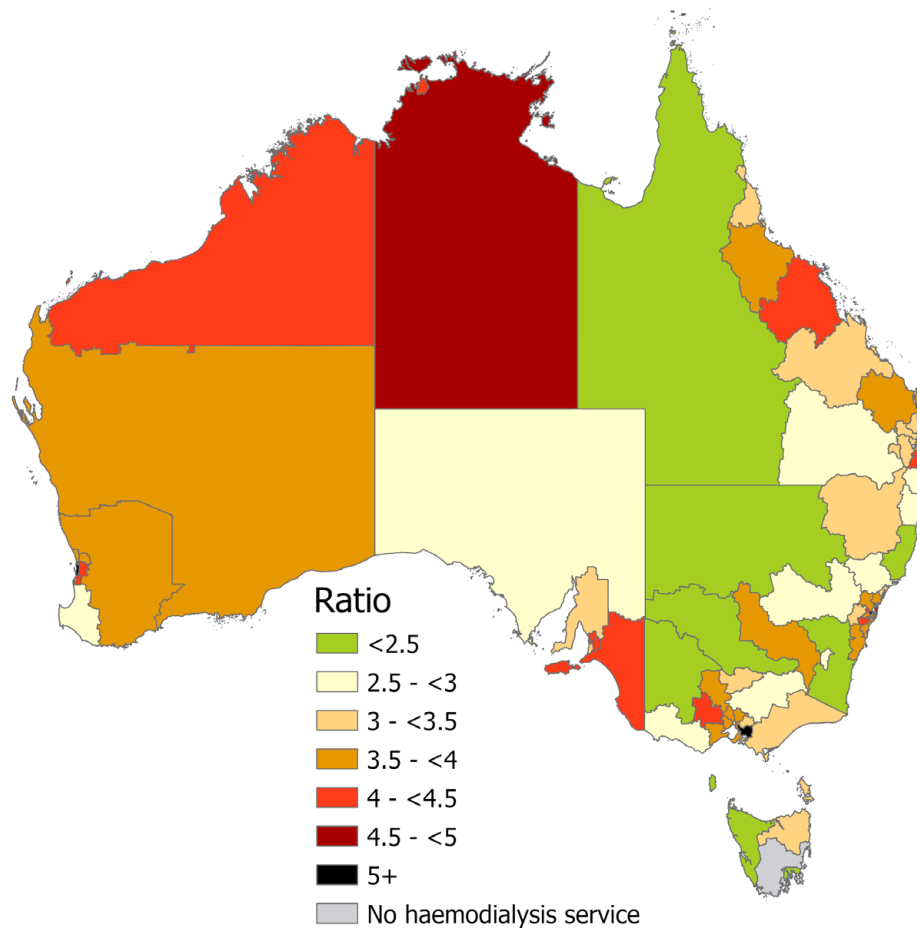 Ratio
<2.5
2.5 - <3
3 - <3.5
3.5 - <4
4 - <4.5
4.5 - <5
5+
No haemodialysis service